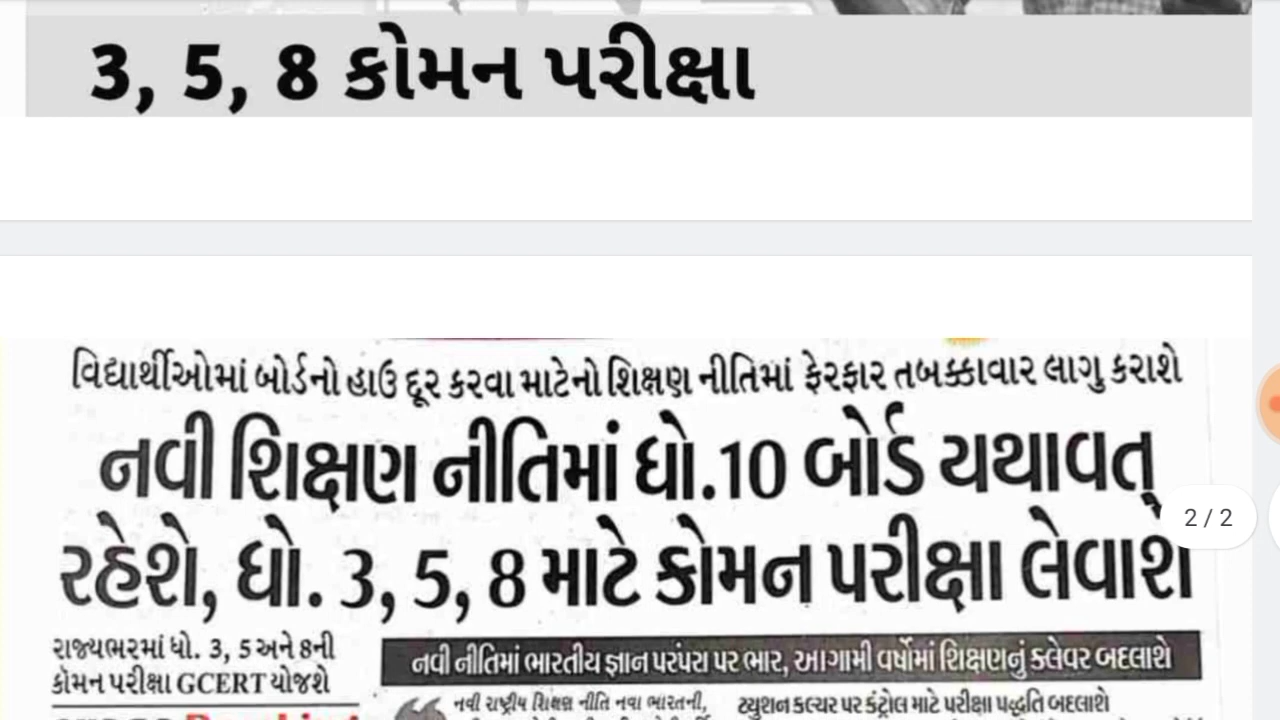 3, 5, 8 કોમન પરીક્ષા
વિદ્યાર્થીઓમાં બોર્ડનો હાઉ દૂર કરવા માટેનો શિક્ષણ નીતિમાં ફેરફાર તબક્કાવાર લાગુ કરાશે
નવી શિક્ષણ નીતિમાં ધો.10 બોર્ડ યથાવત્
2 / 2
રહેશે, ધો. 3, 5, 8 માટે કોમન પરીક્ષા લેવાશે
રાજ્યભરમાં ધો. 3, 5 અને 8ની
કૉમન પરીક્ષા GCERT યોજશે
નવી નીતિમાં ભારતીય જ્ઞાન પરંપરા પર ભાર, આગામી વર્ષોમાં શિક્ષણનું કલેવર બદલાશે
નવી રાષ્ટ્રીય શિક્ષણ નીતિ નવા ભારતની,
ટ્યુશન કલ્ચર પર કંટ્રોલ માટે પરીક્ષા પદ્ધતિ બદલાશે